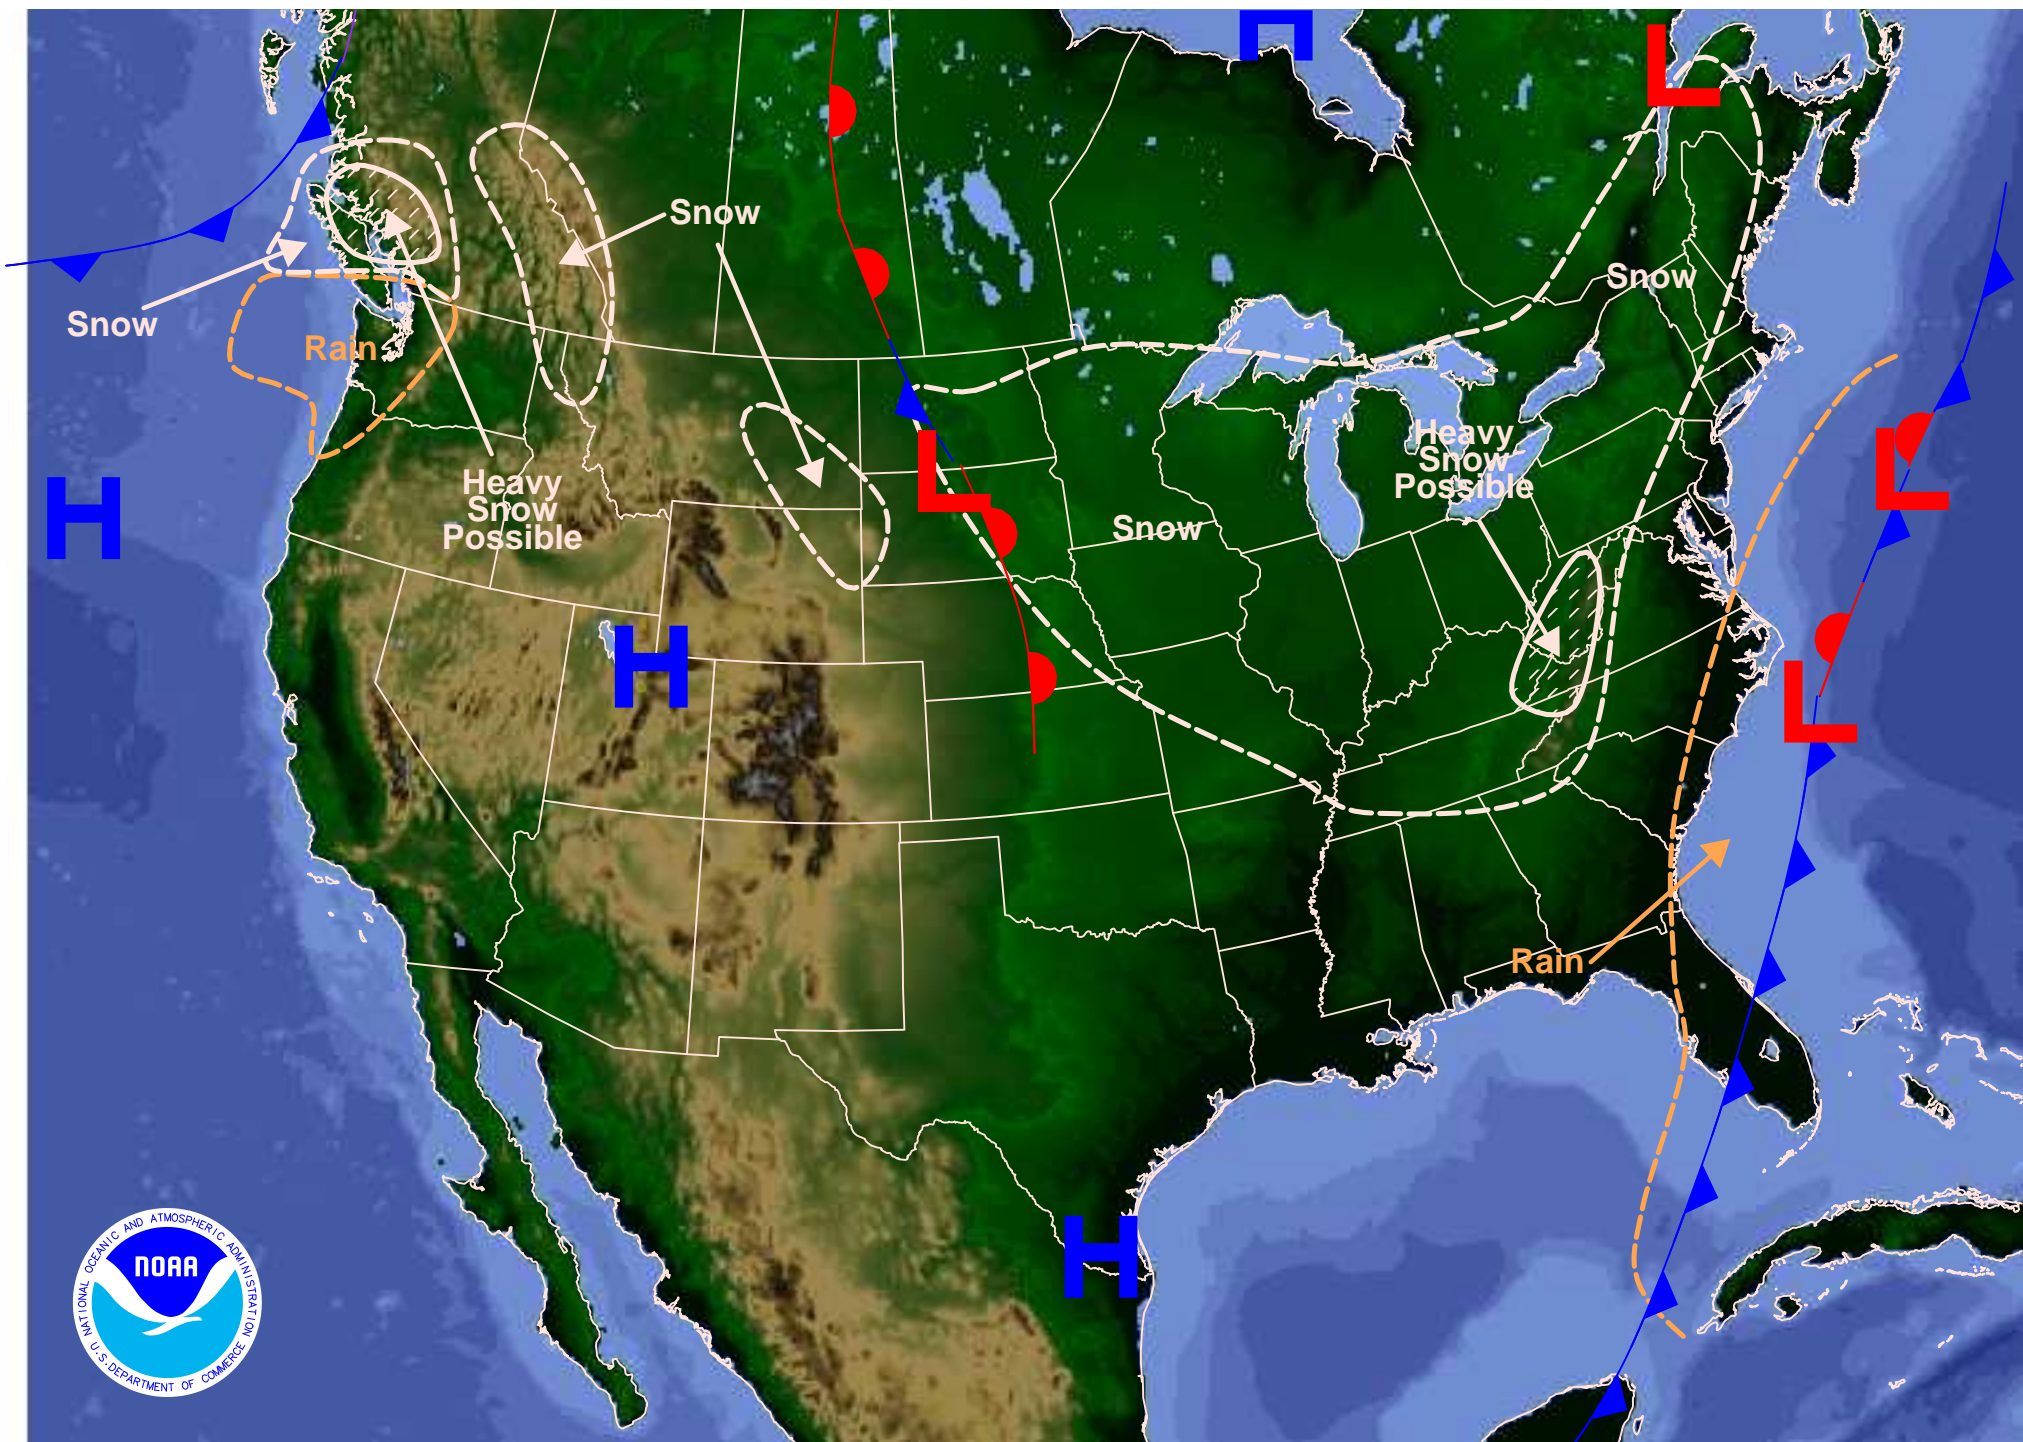 H
L
Snow
Snow
Snow
Rain
Heavy
Snow
Possible
L
L
H
Heavy
Snow
Possible
Snow
H
L
Rain
H
NATIONAL OCEANIC AND ATMOSPHERIC ADMINISTRATION
NOAA
U.S. DEPARTMENT OF COMMERCE